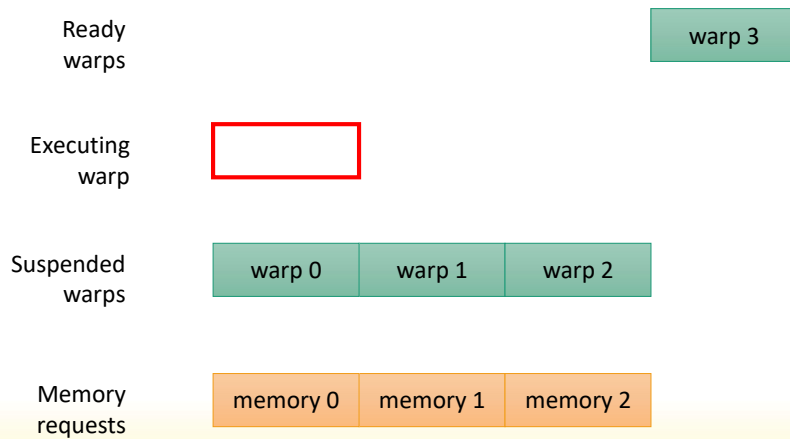 Ready
warps
warp 3
Executing
warp
Suspended
warps
warp 0
warp 1
warp 2
Memory
requests
memory 0
memory 1
memory 2